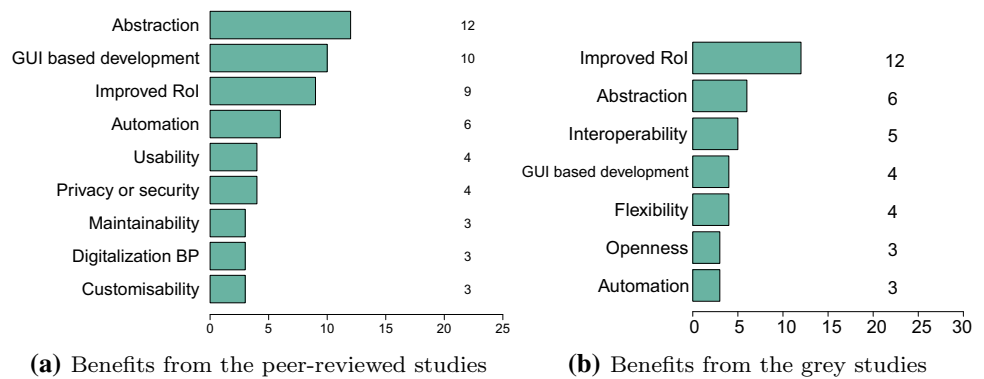 Abstraction 12
GUI based development 10
Improved RoI 9
Automation 6
Usability 4
Privacy or security 4
Maintainability 3
Digitalization BP 3
Customisability 3
0 5 10 15 20 25
(a) Benefits from the peer-reviewed studies
Improved RoI 12
Abstraction 6
Interoperability 5
GUI based development 4
Flexibility 4
Openness 3
Automation 3
0 5 10 15 20 25 30
(b) Benefits from the grey studies